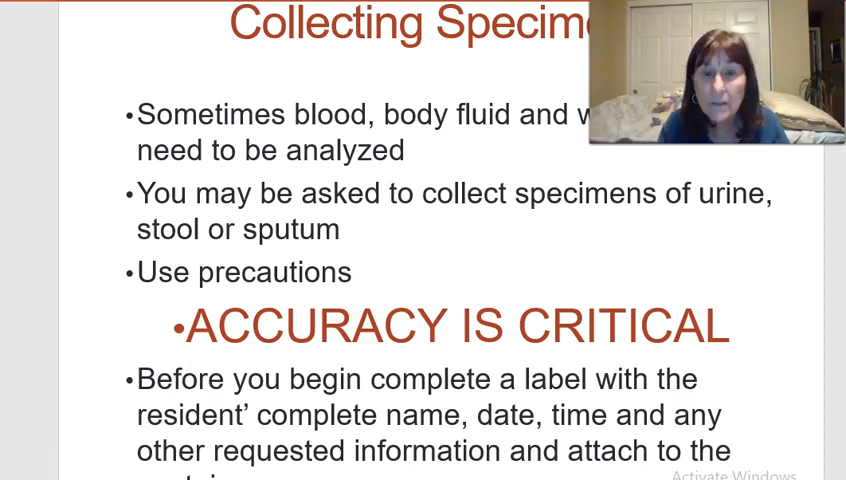 Collecting
• Sometimes blood, body fluid and
need to be analyzed
• You may be asked to collect specimens of urine,
stool or sputum
• Use precautions
• ACCURACY IS CRITICAL
• Before you begin complete a label with the
resident’ complete name, date, time and any
other requested information and attach to the
Activate Windows